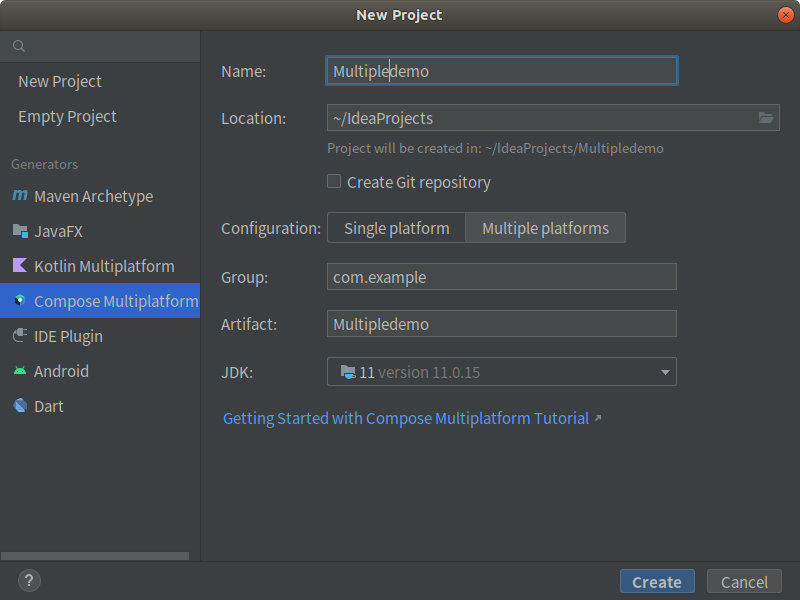 New Project
New Project
Empty Project
Generators
Maven Archetype
JavaFX
Kotlin Multiplatform
Compose Multiplatform
IDE Plugin
Android
Dart
Name: Multipledemo
Location: ~/IdeaProjects
Project will be created in: ~/IdeaProjects/Multipledemo
Create Git repository
Configuration: Single platform Multiple platforms
Group: com.example
Artifact: Multipledemo
JDK: 11 version 11.0.15
Getting Started with Compose Multiplatform Tutorial ↗
? Create Cancel